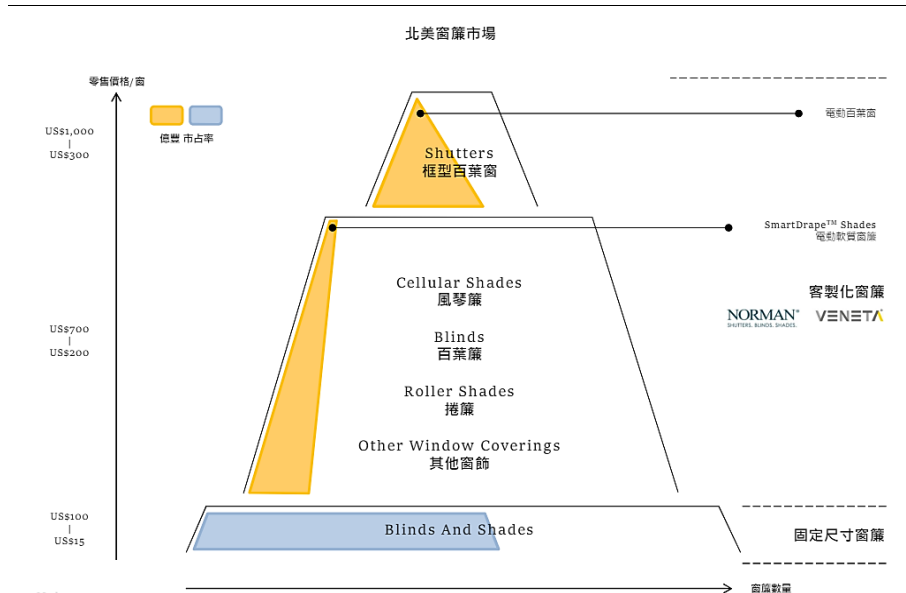 北美窗簾市場
零售價格/窗
億豐 市占率
US$1,000
|
US$300
Shutters
框型百葉窗
電動百葉窗
SmartDrape™ Shades
電動軟質窗簾
Cellular Shades
風琴簾
客製化窗簾
NORMAN®
SHUTTERS. BLINDS. SHADES.
VENETA
US$700
|
US$200
Blinds
百葉簾
Roller Shades
捲簾
Other Window Coverings
其他窗飾
US$100
|
US$15
Blinds And Shades
固定尺寸窗簾
窗簾數量